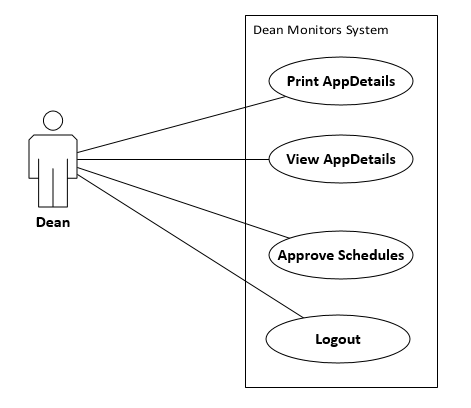 Dean Monitors System
Print AppDetails
View AppDetails
Dean
Approve Schedules
Logout